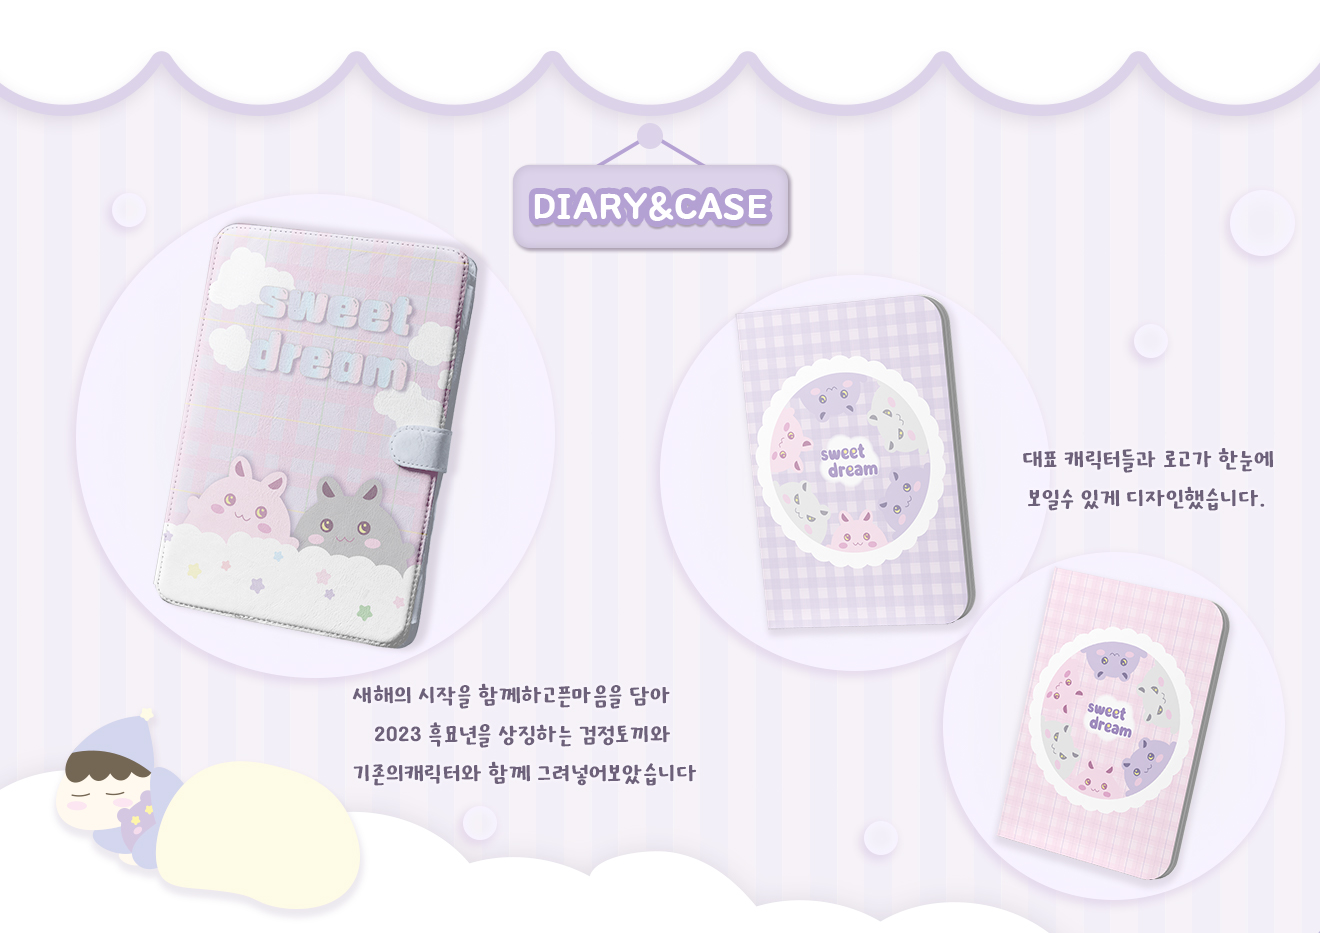 DIARY&CASE
sweet
dream
sweet
dream
대표 캐릭터들과 로고가 한눈에
보일수 있게 디자인했습니다.
sweet
dream
새해의 시작을 함께하고픈마음을 담아
2023 흑묘년을 상징하는 검정토끼와
기존의캐릭터와 함께 그려넣어보았습니다